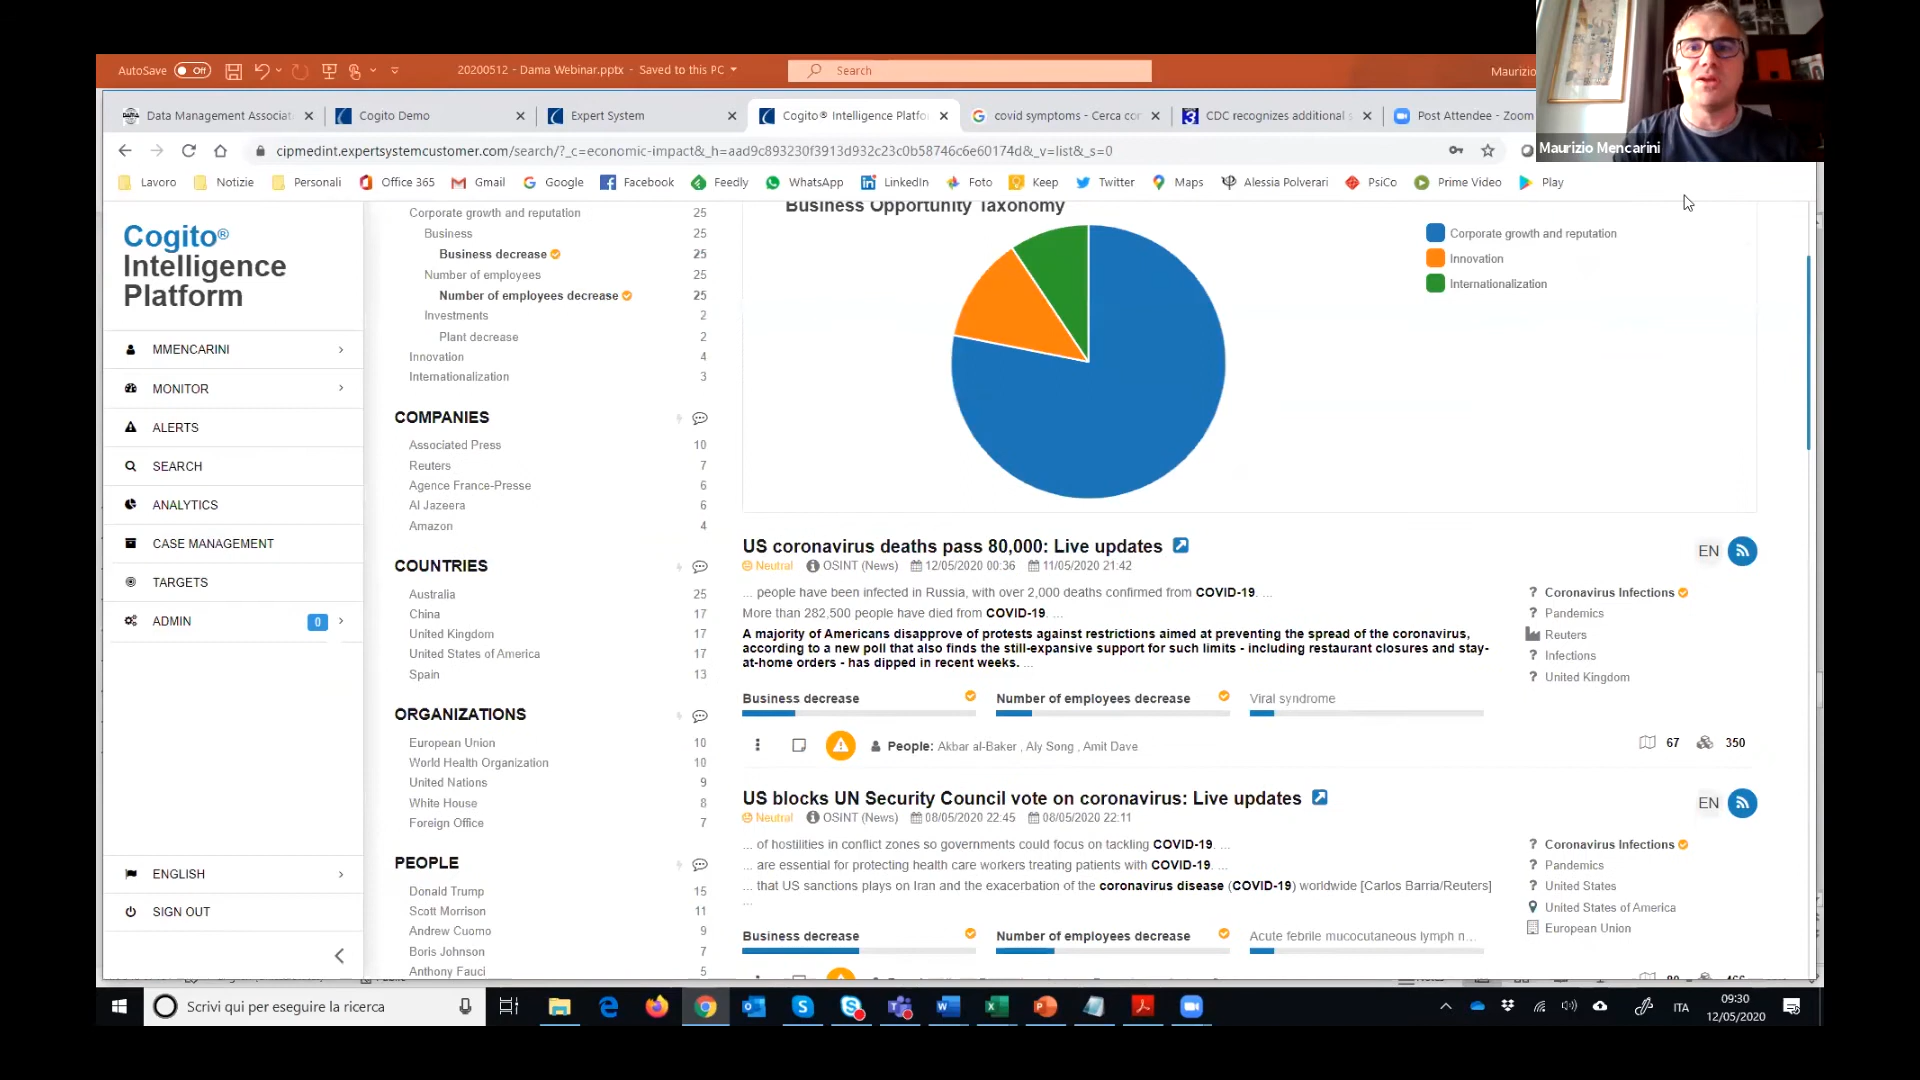 AutoSave Off
20200512 - Dama Webinar.pptx - Saved to this PC
Search
Maurizio
Maurizio Mencarini
Data Management Associat
Cogito Demo
Expert System
Cogito® Intelligence Platfo
covid symptoms - Cerca co
CDC recognizes additional s
Post Attendee - Zoom
cipmedint.expertsystemcustomer.com/search/?_c=economic-impact&_h=aad9c893230f3913d932c23c0b58746c6e60174d&_v=list&_s=0
Lavoro Notizie Personali Office 365 Gmail Google Facebook Feedly WhatsApp LinkedIn Foto Keep Twitter Maps Alessia Polverari PsiCo Prime Video Play
Cogito®
Intelligence
Platform
MMENCARINI
MONITOR
ALERTS
SEARCH
ANALYTICS
CASE MANAGEMENT
TARGETS
ADMIN 0
ENGLISH
SIGN OUT
Corporate growth and reputation 25
Business 25
Business decrease 25
Number of employees 25
Number of employees decrease 25
Investments 2
Plant decrease 2
Innovation 4
Internationalization 3
COMPANIES
Associated Press 10
Reuters 7
Agence France-Presse 6
Al Jazeera 6
Amazon 4
COUNTRIES
Australia 25
China 17
United Kingdom 17
United States of America 17
Spain 13
ORGANIZATIONS
European Union 10
World Health Organization 10
United Nations 9
White House 8
Foreign Office 7
PEOPLE
Donald Trump 15
Scott Morrison 11
Andrew Cuomo 9
Boris Johnson 7
Anthony Fauci 5
Business Opportunity Taxonomy
Corporate growth and reputation
Innovation
Internationalization
US coronavirus deaths pass 80,000: Live updates
EN
Neutral OSINT (News) 12/05/2020 00:36 11/05/2020 21:42
... people have been infected in Russia, with over 2,000 deaths confirmed from COVID-19. ...
More than 282,500 people have died from COVID-19. ...
A majority of Americans disapprove of protests against restrictions aimed at preventing the spread of the coronavirus,
according to a new poll that also finds the still-expansive support for such limits - including restaurant closures and stay-
at-home orders - has dipped in recent weeks. ...
Coronavirus Infections
Pandemics
Reuters
Infections
United Kingdom
Business decrease
Number of employees decrease
Viral syndrome
People: Akbar al-Baker , Aly Song , Amit Dave
67 350
US blocks UN Security Council vote on coronavirus: Live updates
EN
Neutral OSINT (News) 08/05/2020 22:45 08/05/2020 22:11
... of hostilities in conflict zones so governments could focus on tackling COVID-19. ...
... are essential for protecting health care workers treating patients with COVID-19. ...
... that US sanctions plays on Iran and the exacerbation of the coronavirus disease (COVID-19) worldwide [Carlos Barria/Reuters]
...
Coronavirus Infections
Pandemics
United States
United States of America
European Union
Business decrease
Number of employees decrease
Acute febrile mucocutaneous lymph n...
Scrivi qui per eseguire la ricerca
ITA
09:30
12/05/2020